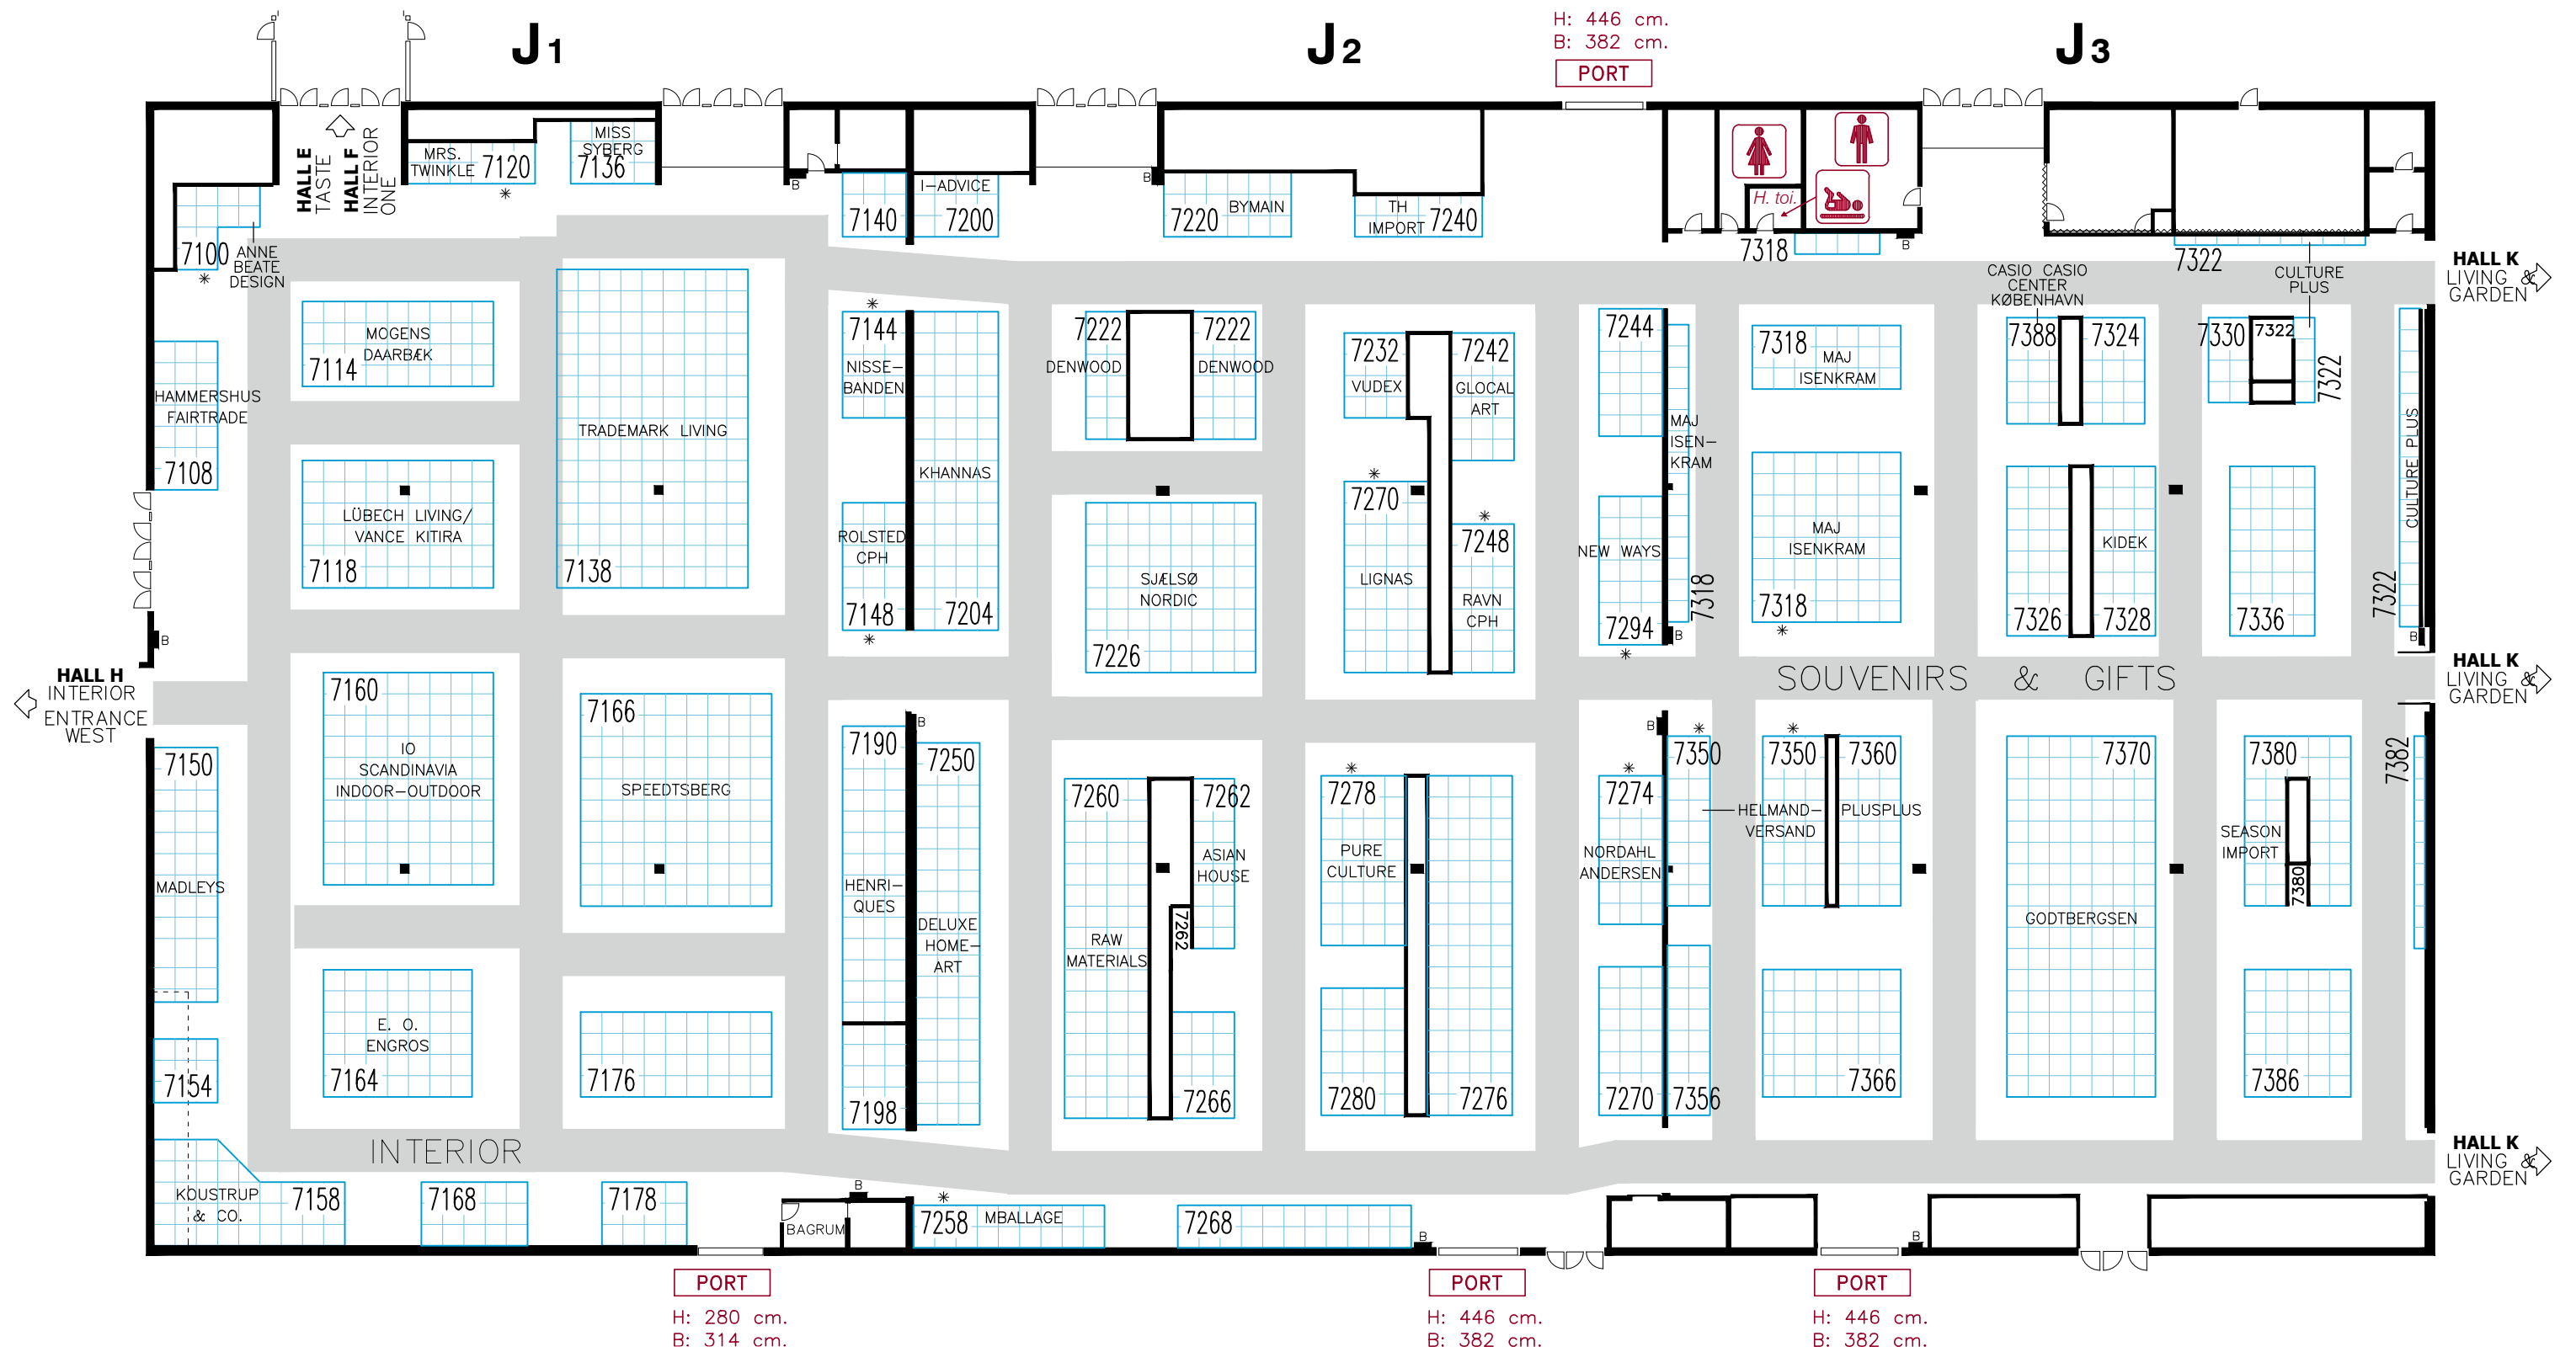 J1
J2
J3
H: 446 cm.
B: 382 cm.
PORT
HALL E
TASTE
HALL F
INTERIOR
ONE
MRS.
TWINKLE
7120
*
MISS
SYBERG
7136
B
7140
I-ADVICE
7200
B
7220
BYMAIN
TH
IMPORT
7240
H. toi.
7318
B
7322
CULTURE
PLUS
7100
*
ANNE
BEATE
DESIGN
HALL K
LIVING &
GARDEN
CASIO CASIO
CENTER
KØBENHAVN
MOGENS
DAARBÆK
7114
HAMMERSHUS
FAIRTRADE
7108
TRADEMARK LIVING
7138
*
7144
NISSE-
BANDEN
KHANNAS
7204
ROLSTED
CPH
7148
*
7222
DENWOOD
7222
DENWOOD
7232
VUDEX
7242
GLOCAL
ART
7244
MAJ
ISEN-
KRAM
7318
7318
MAJ
ISENKRAM
7388
7324
7330
7322
7322
CULTURE PLUS
7322
LÜBECH LIVING/
VANCE KITIRA
7118
SJÆLSØ
NORDIC
7226
*
7270
LIGNAS
*
7248
RAVN
CPH
NEW WAYS
7294
*
B
MAJ
ISENKRAM
7318
*
7326
KIDEK
7328
7336
B
B
HALL H
INTERIOR
ENTRANCE
WEST
SOUVENIRS & GIFTS
HALL K
LIVING &
GARDEN
7160
IO
SCANDINAVIA
INDOOR-OUTDOOR
7166
SPEEDTSBERG
7150
MADLEYS
7190
HENRI-
QUES
B
7250
DELUXE
HOME-
ART
7260
RAW
MATERIALS
7262
ASIAN
HOUSE
7262
7266
*
7278
PURE
CULTURE
7280
7276
B
*
7274
NORDAHL
ANDERSEN
7270
*
7350
7356
*
7350
HELMAND-
VERSAND
7360
PLUSPLUS
7366
7370
GODTBERGSEN
7380
SEASON
IMPORT
7380
7382
7386
7154
E. O.
ENGROS
7164
7176
7198
INTERIOR
HALL K
LIVING &
GARDEN
KOUSTRUP
& CO.
7158
7168
7178
B
BAGRUM
*
7258
MBALLAGE
7268
B
B
PORT
H: 280 cm.
B: 314 cm.
PORT
H: 446 cm.
B: 382 cm.
PORT
H: 446 cm.
B: 382 cm.